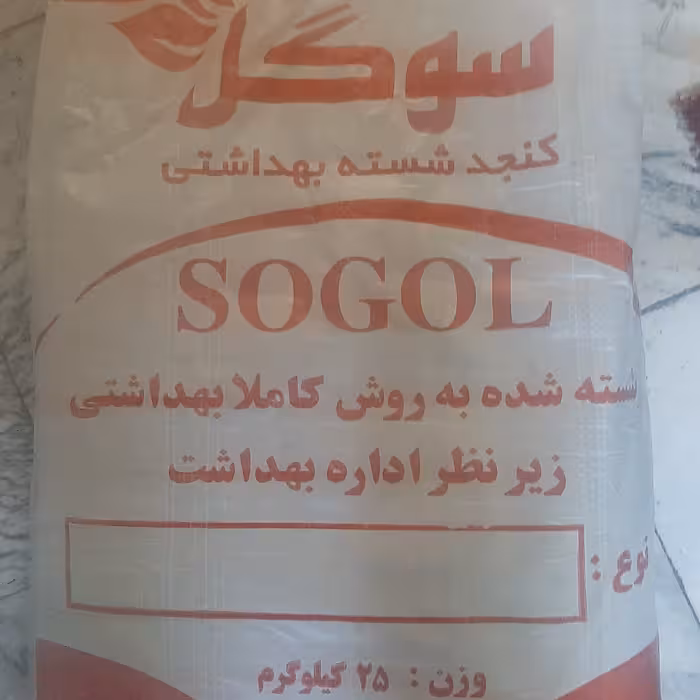 سوگل
کنجد شسته بهداشتی
SOGOL
شسته شده به روش کاملا بهداشتی
زیر نظر اداره بهداشت
نوع :
وزن : ۲۵ کیلوگرم